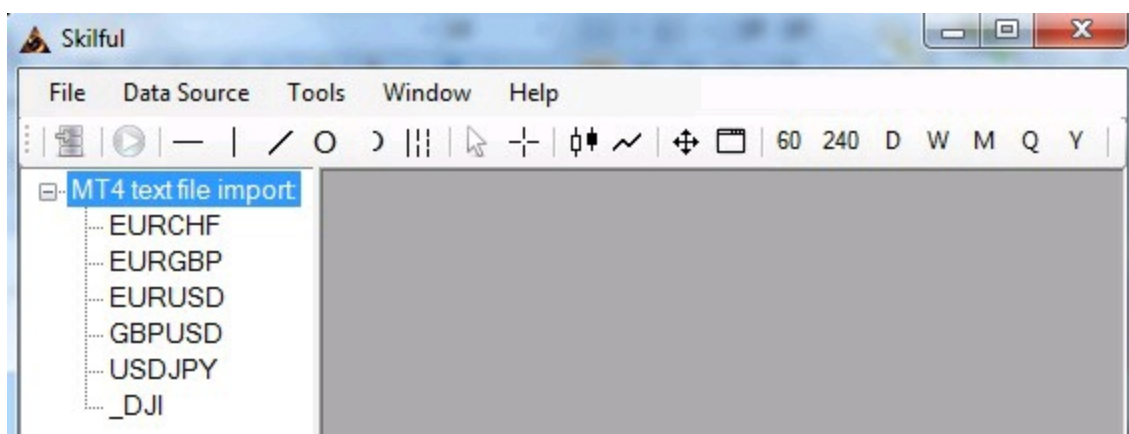 Skilful
File Data Source Tools Window Help
60 240 D W M Q Y
MT4 text file import
EURCHF
EURGBP
EURUSD
GBPUSD
USDJPY
_DJI